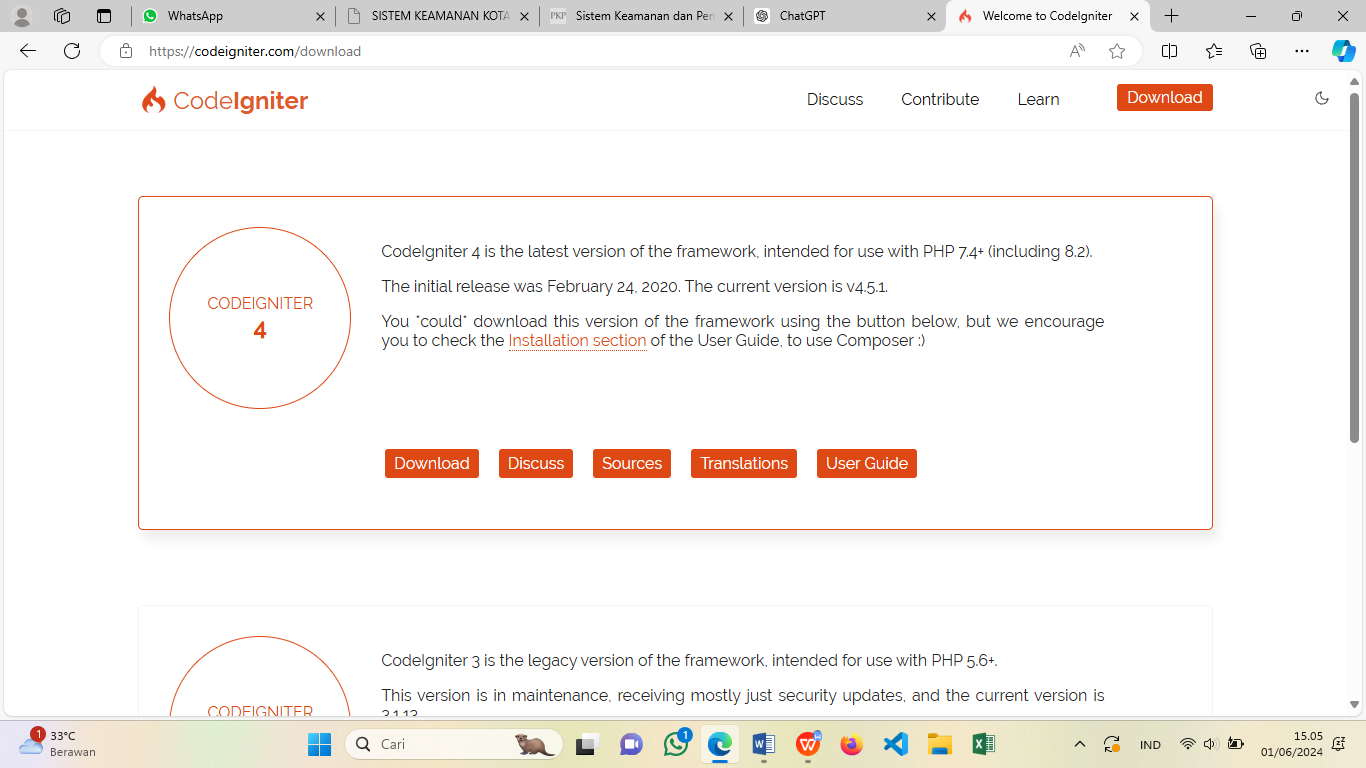 WhatsApp
SISTEM KEAMANAN KOTA
PKP
Sistem Keamanan dan Pen
ChatGPT
Welcome to CodeIgniter
https://codeigniter.com/download
CodeIgniter
Discuss
Contribute
Learn
Download
CODEIGNITER
4
CodeIgniter 4 is the latest version of the framework, intended for use with PHP 7.4+ (including 8.2).
The initial release was February 24, 2020. The current version is v4.5.1.
You *could* download this version of the framework using the button below, but we encourage
you to check the Installation section of the User Guide, to use Composer :)
Download
Discuss
Sources
Translations
User Guide
CODEIGNITER
CodeIgniter 3 is the legacy version of the framework, intended for use with PHP 5.6+.
This version is in maintenance, receiving mostly just security updates, and the current version is
3.1.13
1
33°C
Berawan
Cari
1
IND
15.05
01/06/2024